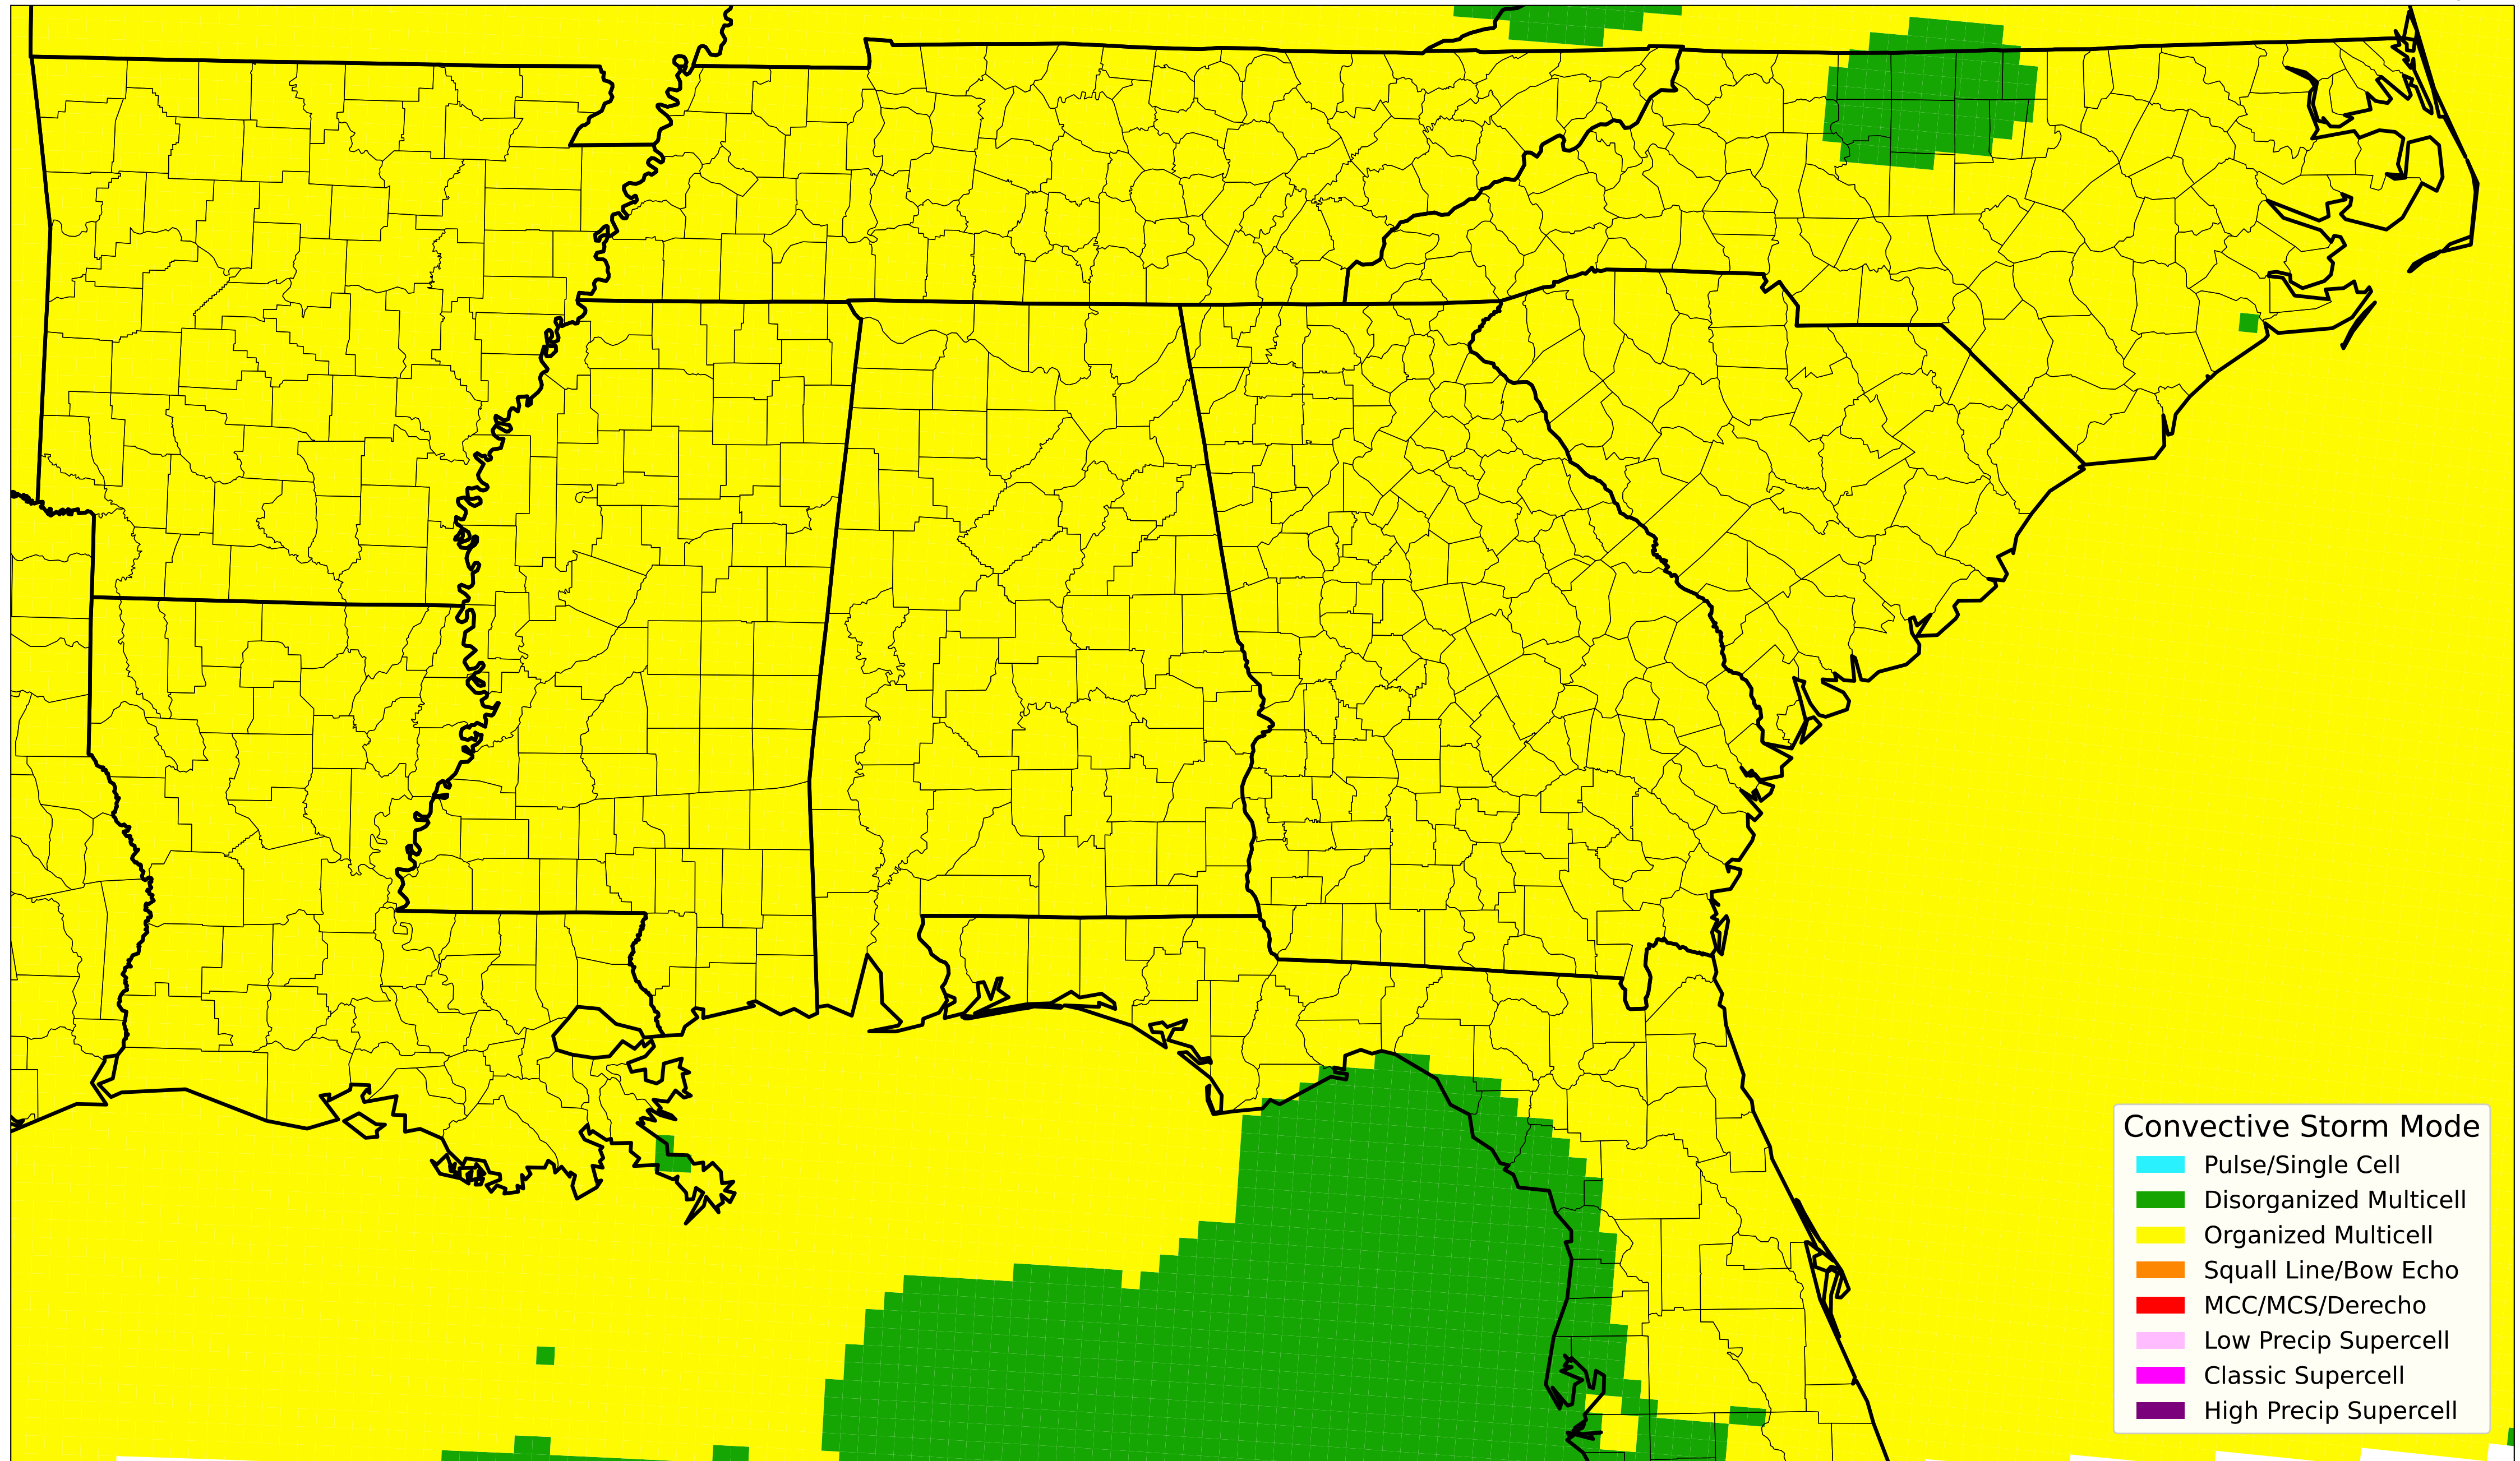 Convective Storm Mode
Pulse/Single Cell
Disorganized Multicell
Organized Multicell
Squall Line/Bow Echo
MCC/MCS/Derecho
Low Precip Supercell
Classic Supercell
High Precip Supercell